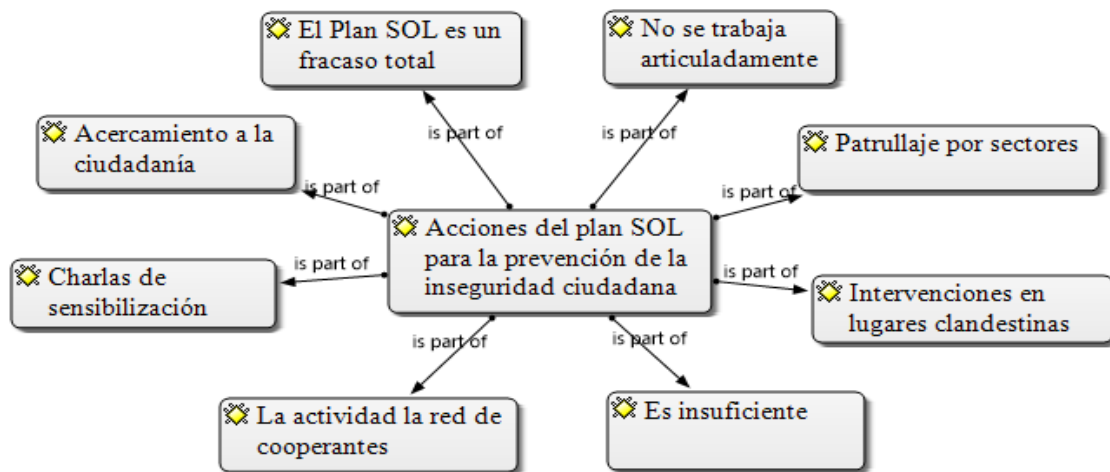 El Plan SOL es un
fracaso total
No se trabaja
articuladamente
is part of
is part of
Acercamiento a la
ciudadanía
Patrullaje por sectores
is part of
is part of
Acciones del plan SOL
para la prevención de la
inseguridad ciudadana
Charlas de
sensibilización
is part of
is part of
Intervenciones en
lugares clandestinas
is part of
is part of
La actividad la red de
cooperantes
Es insuficiente